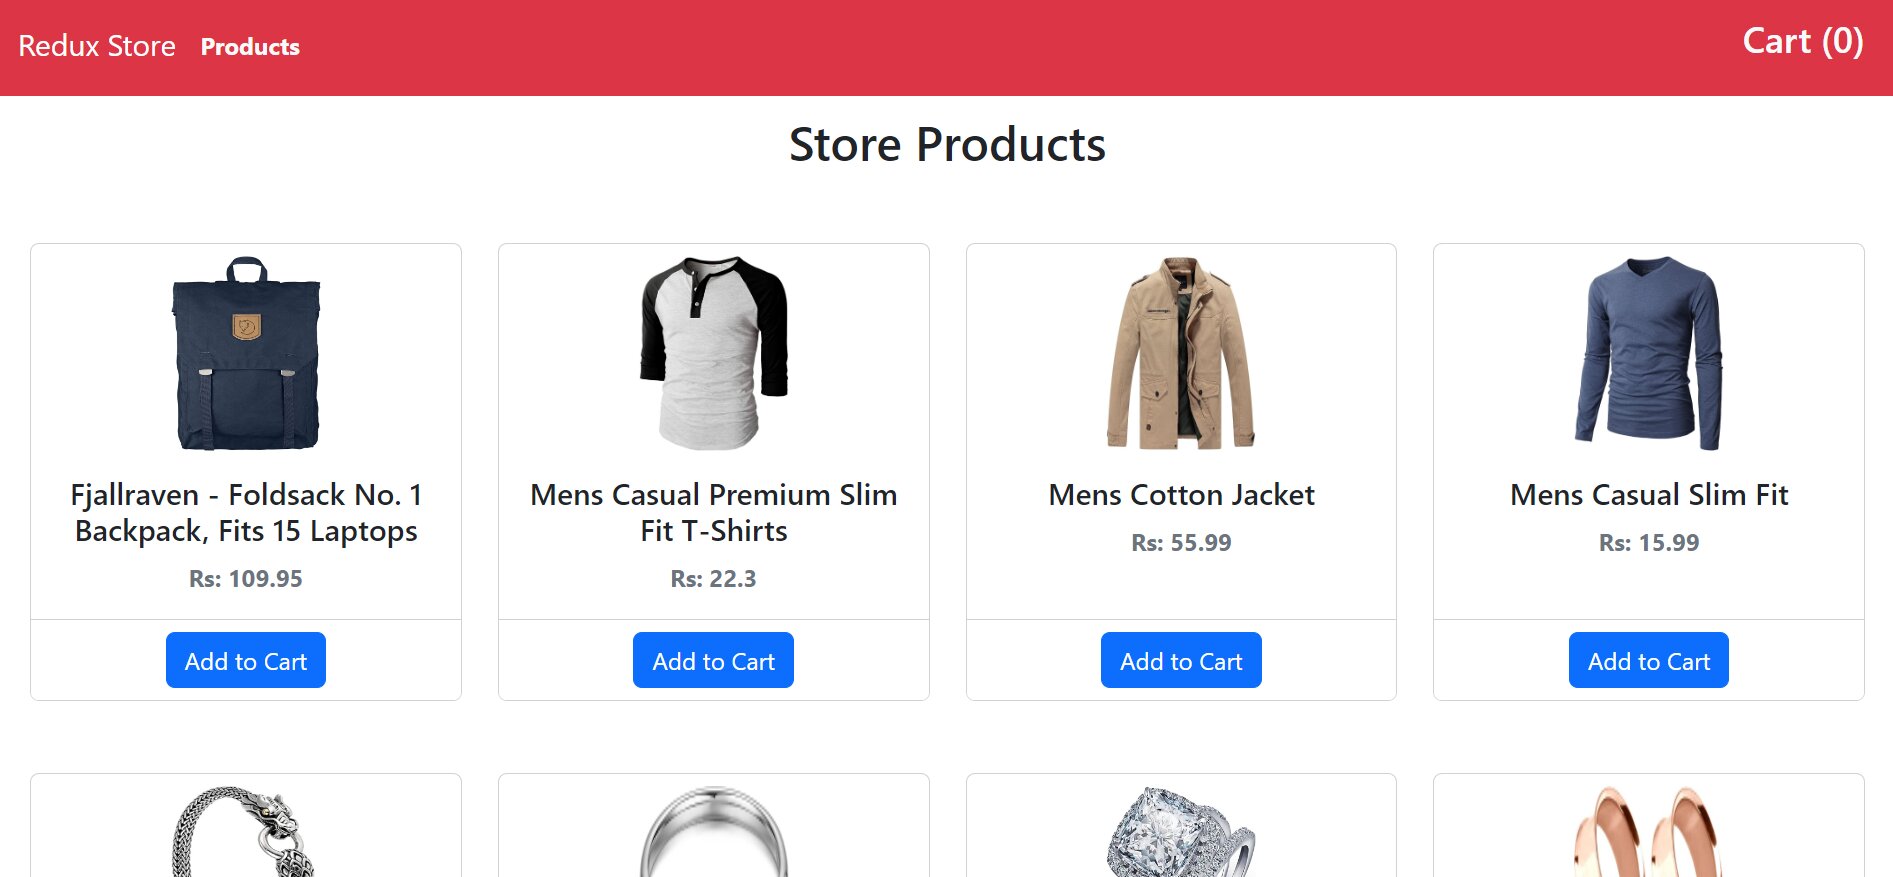 Redux Store
Products
Cart (0)
Store Products
Fjallraven - Foldsack No. 1
Backpack, Fits 15 Laptops
Rs: 109.95
Add to Cart
Mens Casual Premium Slim
Fit T-Shirts
Rs: 22.3
Add to Cart
Mens Cotton Jacket
Rs: 55.99
Add to Cart
Mens Casual Slim Fit
Rs: 15.99
Add to Cart